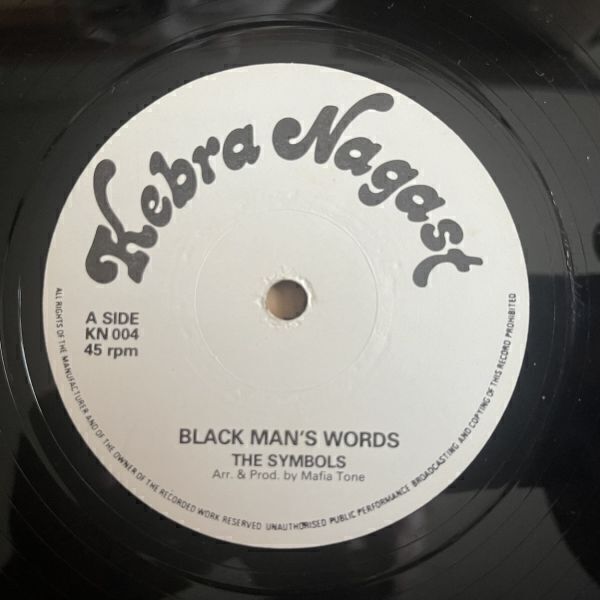 Kebra Nagast
A SIDE
KN 004
45 rpm
BLACK MAN'S WORDS
THE SYMBOLS
Arr. & Prod. by Mafia Tone
ALL RIGHTS OF THE MANUFACTURER AND OF THE OWNER OF THE RECORDED WORK RESERVED UNAUTHORISED PUBLIC PERFORMANCE BROADCASTING AND COPYING OF THIS RECORD PROHIBITED